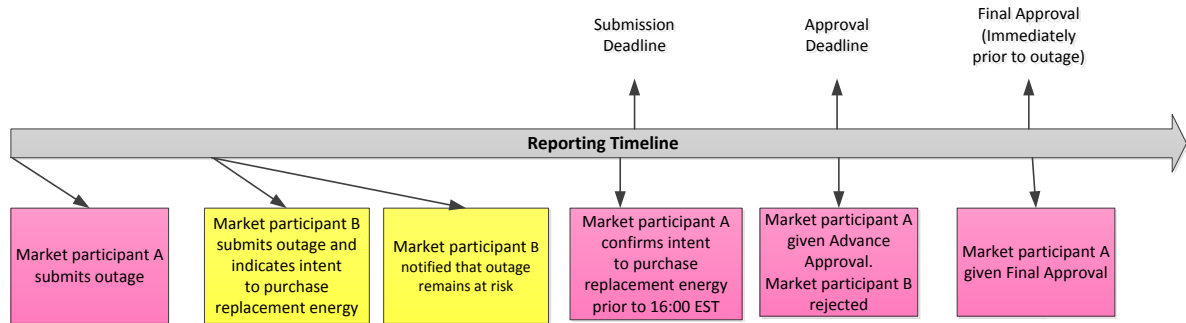 Submission
Deadline
Approval
Deadline
Final Approval
(Immediately
prior to outage)
Reporting Timeline
Market participant A
submits outage
Market participant B
submits outage and
indicates intent
to purchase
replacement energy
Market participant B
notified that outage
remains at risk
Market participant A
confirms intent
to purchase
replacement energy
prior to 16:00 EST
Market participant A
given Advance
Approval.
Market participant B
rejected
Market participant A
given Final Approval